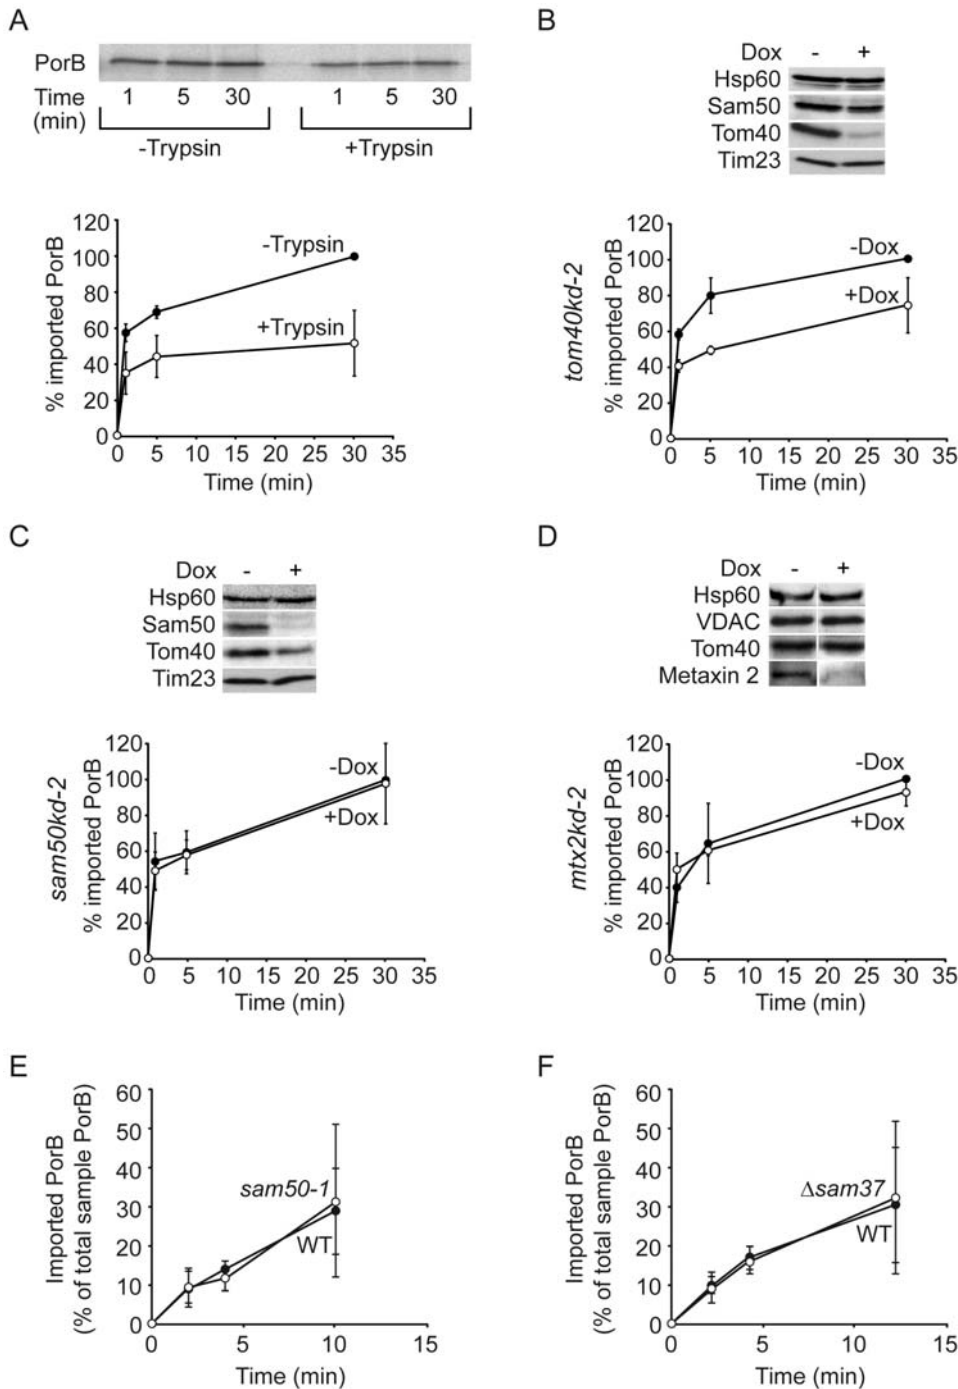 A
PorB
Time 1 5 30 1 5 30
(min)
-Trypsin +Trypsin
% imported PorB
120
100
80
60
40
20
0
-Trypsin
+Trypsin
0 5 10 15 20 25 30 35
Time (min)
B
Dox - +
Hsp60
Sam50
Tom40
Tim23
tom40kd-2
% imported PorB
120
100
80
60
40
20
0
-Dox
+Dox
0 5 10 15 20 25 30 35
Time (min)
C
Dox - +
Hsp60
Sam50
Tom40
Tim23
sam50kd-2
% imported PorB
120
100
80
60
40
20
0
-Dox
+Dox
0 5 10 15 20 25 30 35
Time (min)
D
Dox - +
Hsp60
VDAC
Tom40
Metaxin 2
mtx2kd-2
% imported PorB
120
100
80
60
40
20
0
-Dox
+Dox
0 5 10 15 20 25 30 35
Time (min)
E
Imported PorB
(% of total sample PorB)
60
50
40
30
20
10
0
sam50-1
WT
0 5 10 15
Time (min)
F
Imported PorB
(% of total sample PorB)
60
50
40
30
20
10
0
Δsam37
WT
0 5 10 15
Time (min)